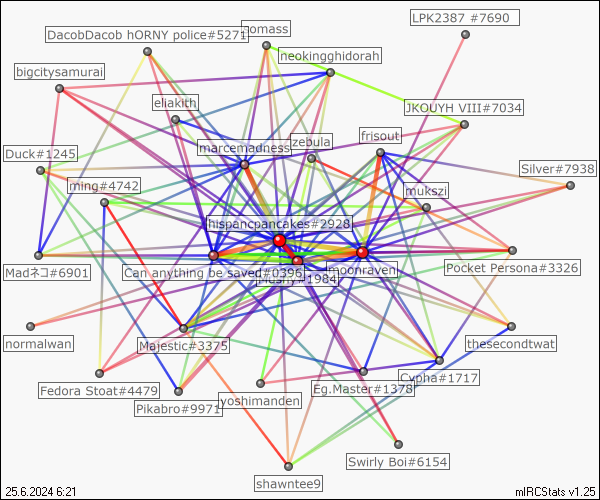 LPK2387 #7690
DacobDacob hORNY police#5271
pomass
neokingghidorah
bigcitysamurai
eliakith
JKOUYH VIII#7034
zebula
frisout
marcemadness
Duck#1245
Silver#7938
ming#4742
mukszi
hispancpancakes#2928
Madネコ#6901
Can anything be saved#0396
moonraven
Pocket Persona#3326
#1984
normalwan
Majestic#3375
thesecondtwat
Cypha#1717
Fedora Stoat#4479
Eg.Master#1378
yoshimanden
Pikabro#9971
Swirly Boi#6154
shawntee9
25.6.2024 6:21
mIRCStats v1.25